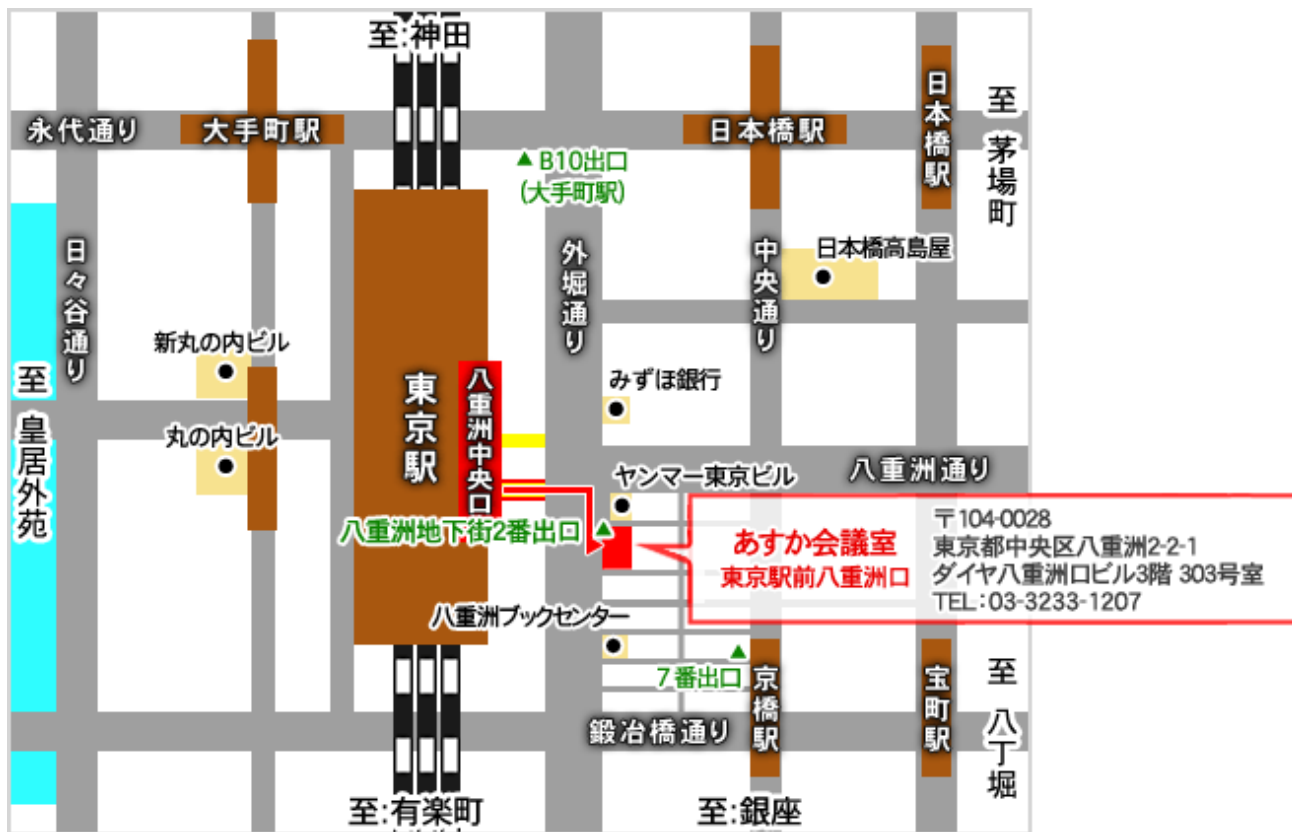 至:神田
永代通り
大手町駅
日本橋駅
日本橋駅
至 茅場町
▲B10出口
(大手町駅)
日々谷通り
外堀通り
中央通り
日本橋高島屋
新丸の内ビル
至 皇居外苑
丸の内ビル
東京駅
八重洲中央口
みずほ銀行
八重洲通り
ヤンマー東京ビル
八重洲地下街2番出口▲
あすか会議室
東京駅前八重洲口
〒104-0028
東京都中央区八重洲2-2-1
ダイヤ八重洲口ビル3階 303号室
TEL:03-3233-1207
八重洲ブックセンター
▲
7番出口
京橋駅
宝町駅
至 八丁堀
鍛冶橋通り
至:有楽町
至:銀座